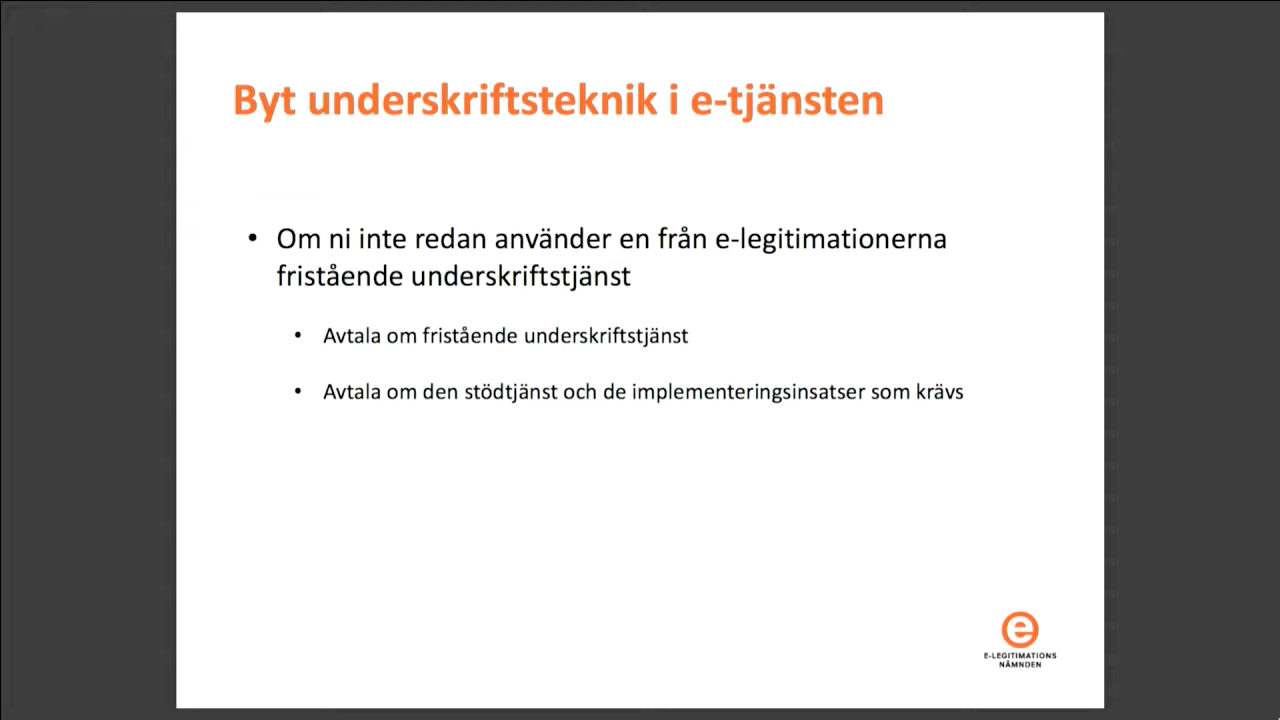 Byt underskriftsteknik i e-tjänsten
• Om ni inte redan använder en från e-legitimationerna
fristående underskriftstjänst
• Avtala om fristående underskriftstjänst
• Avtala om den stödtjänst och de implementeringsinsatser som krävs
e
E-LEGITIMATIONS
NÄMNDEN